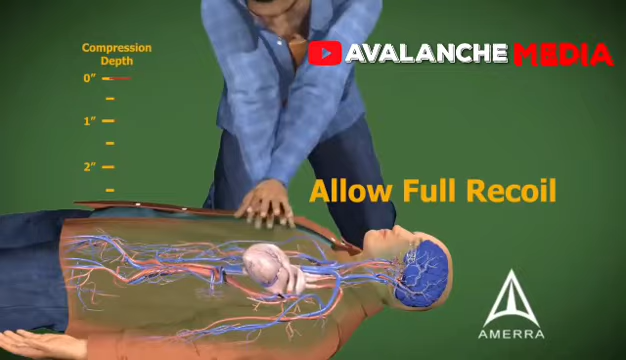 Compression
Depth
0"
1"
2"
AVALANCHE MEDIA
Allow Full Recoil
AMERRA